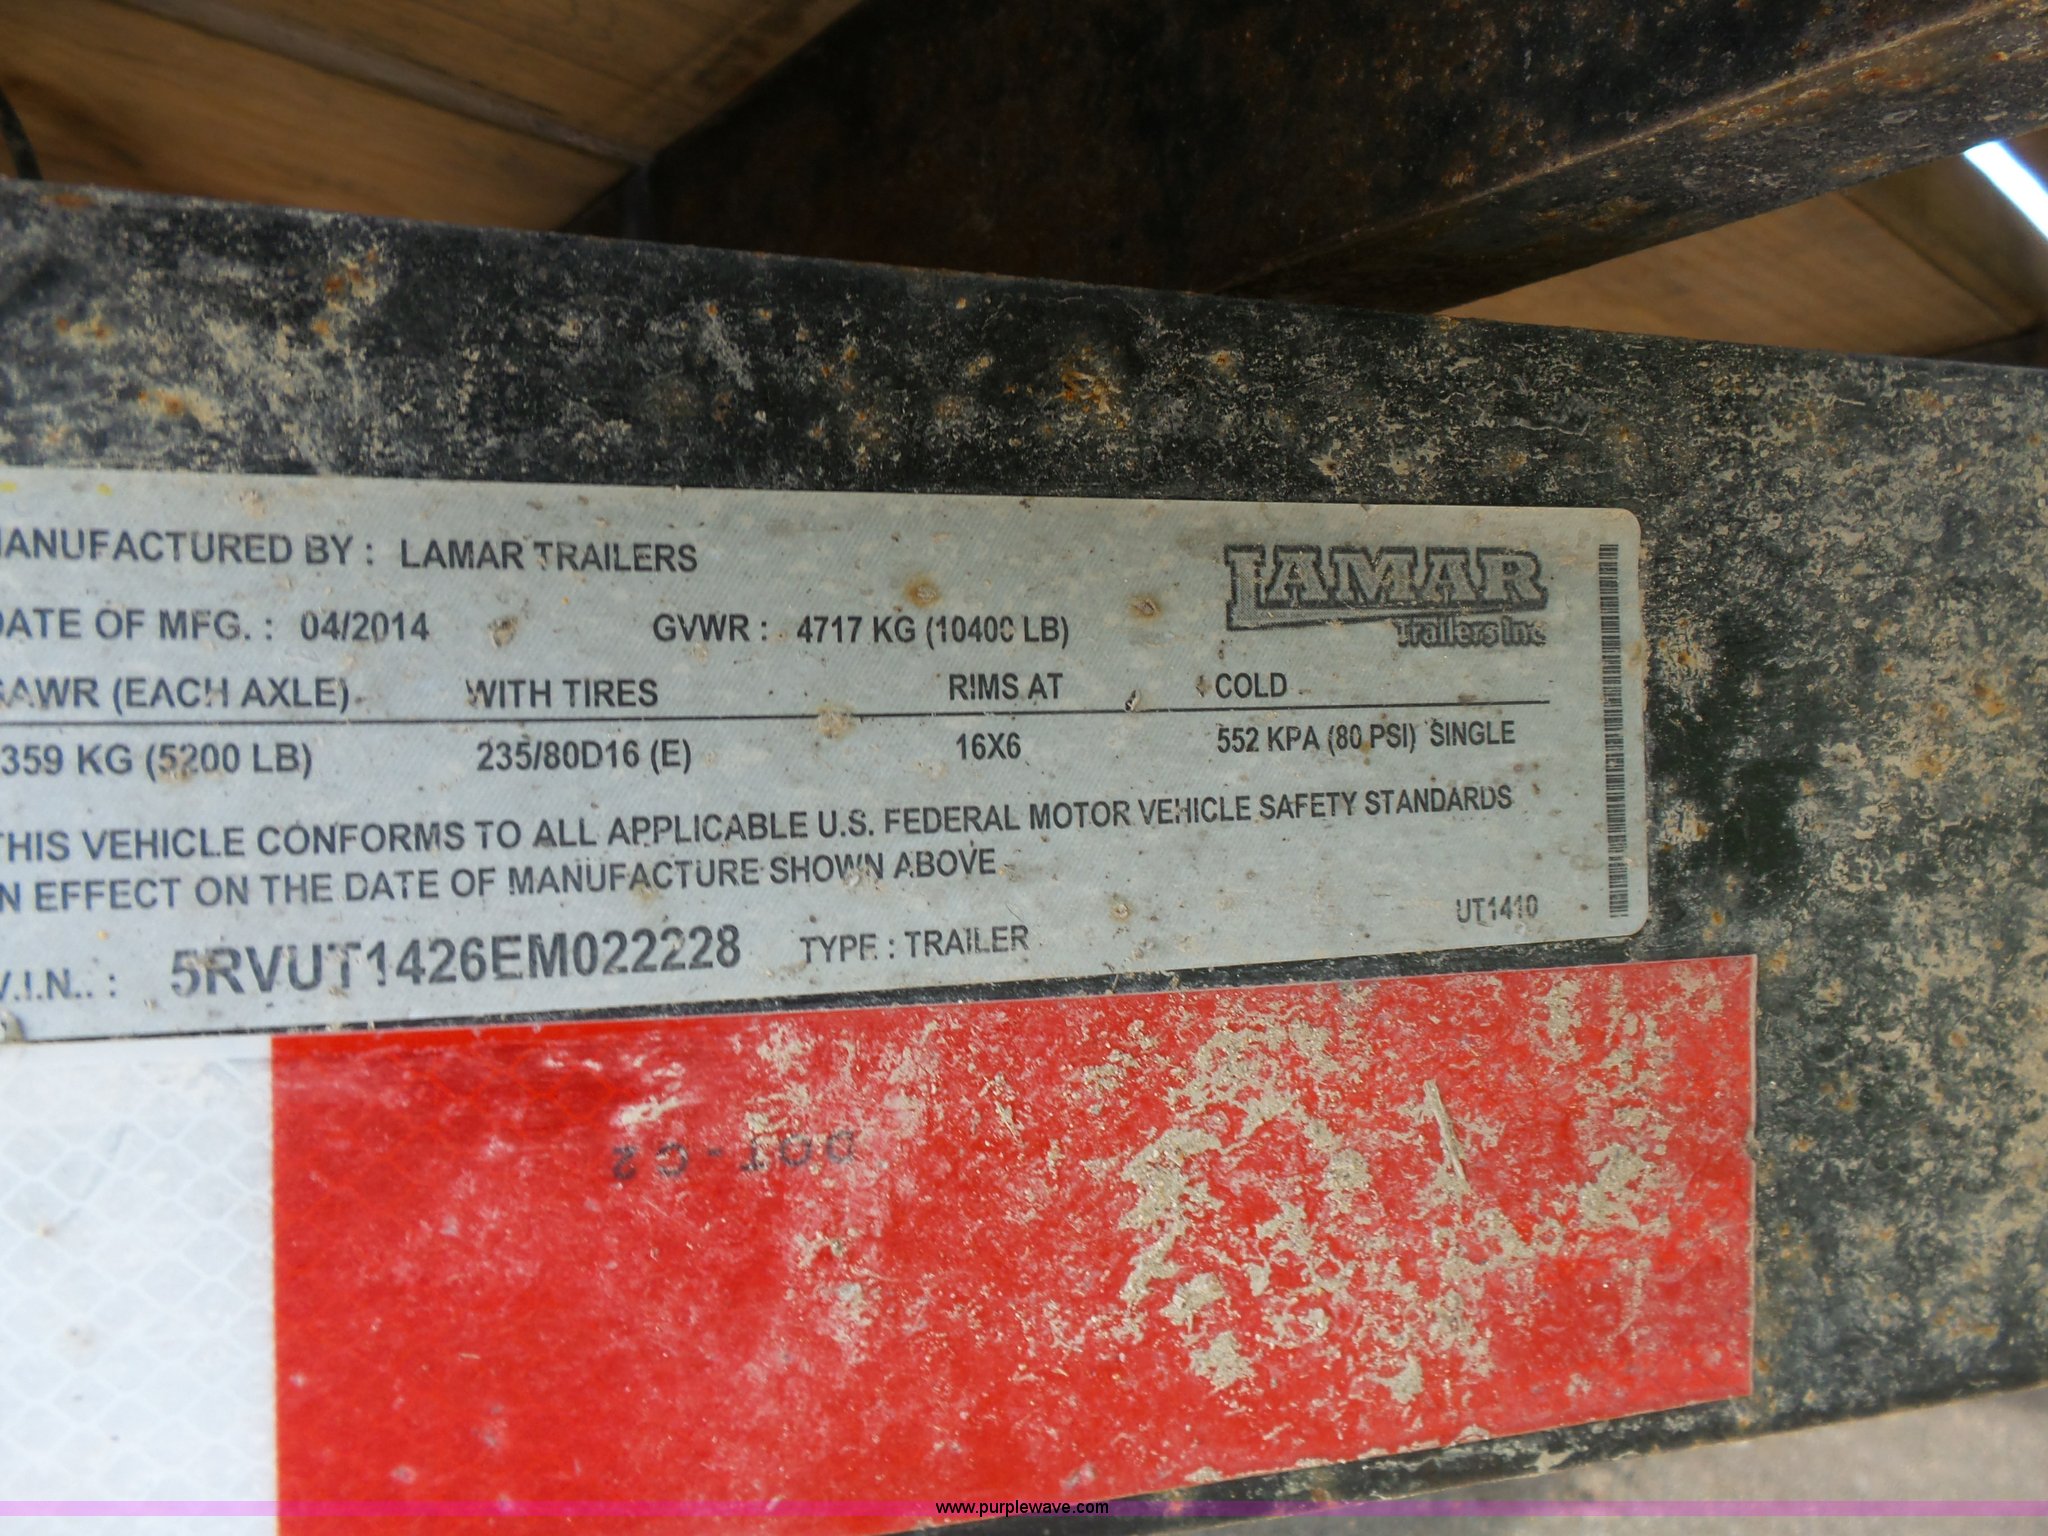 MANUFACTURED BY : LAMAR TRAILERS
LAMAR
Trailers Inc
DATE OF MFG. : 04/2014 GVWR : 4717 KG (10400 LB)
GAWR (EACH AXLE) WITH TIRES RIMS AT COLD
359 KG (5200 LB) 235/80D16 (E) 16X6 552 KPA (80 PSI) SINGLE
THIS VEHICLE CONFORMS TO ALL APPLICABLE U.S. FEDERAL MOTOR VEHICLE SAFETY STANDARDS
IN EFFECT ON THE DATE OF MANUFACTURE SHOWN ABOVE
V.I.N.. : 5RVUT1426EM022228 TYPE : TRAILER UT1410
DOT-C2
www.purplewave.com